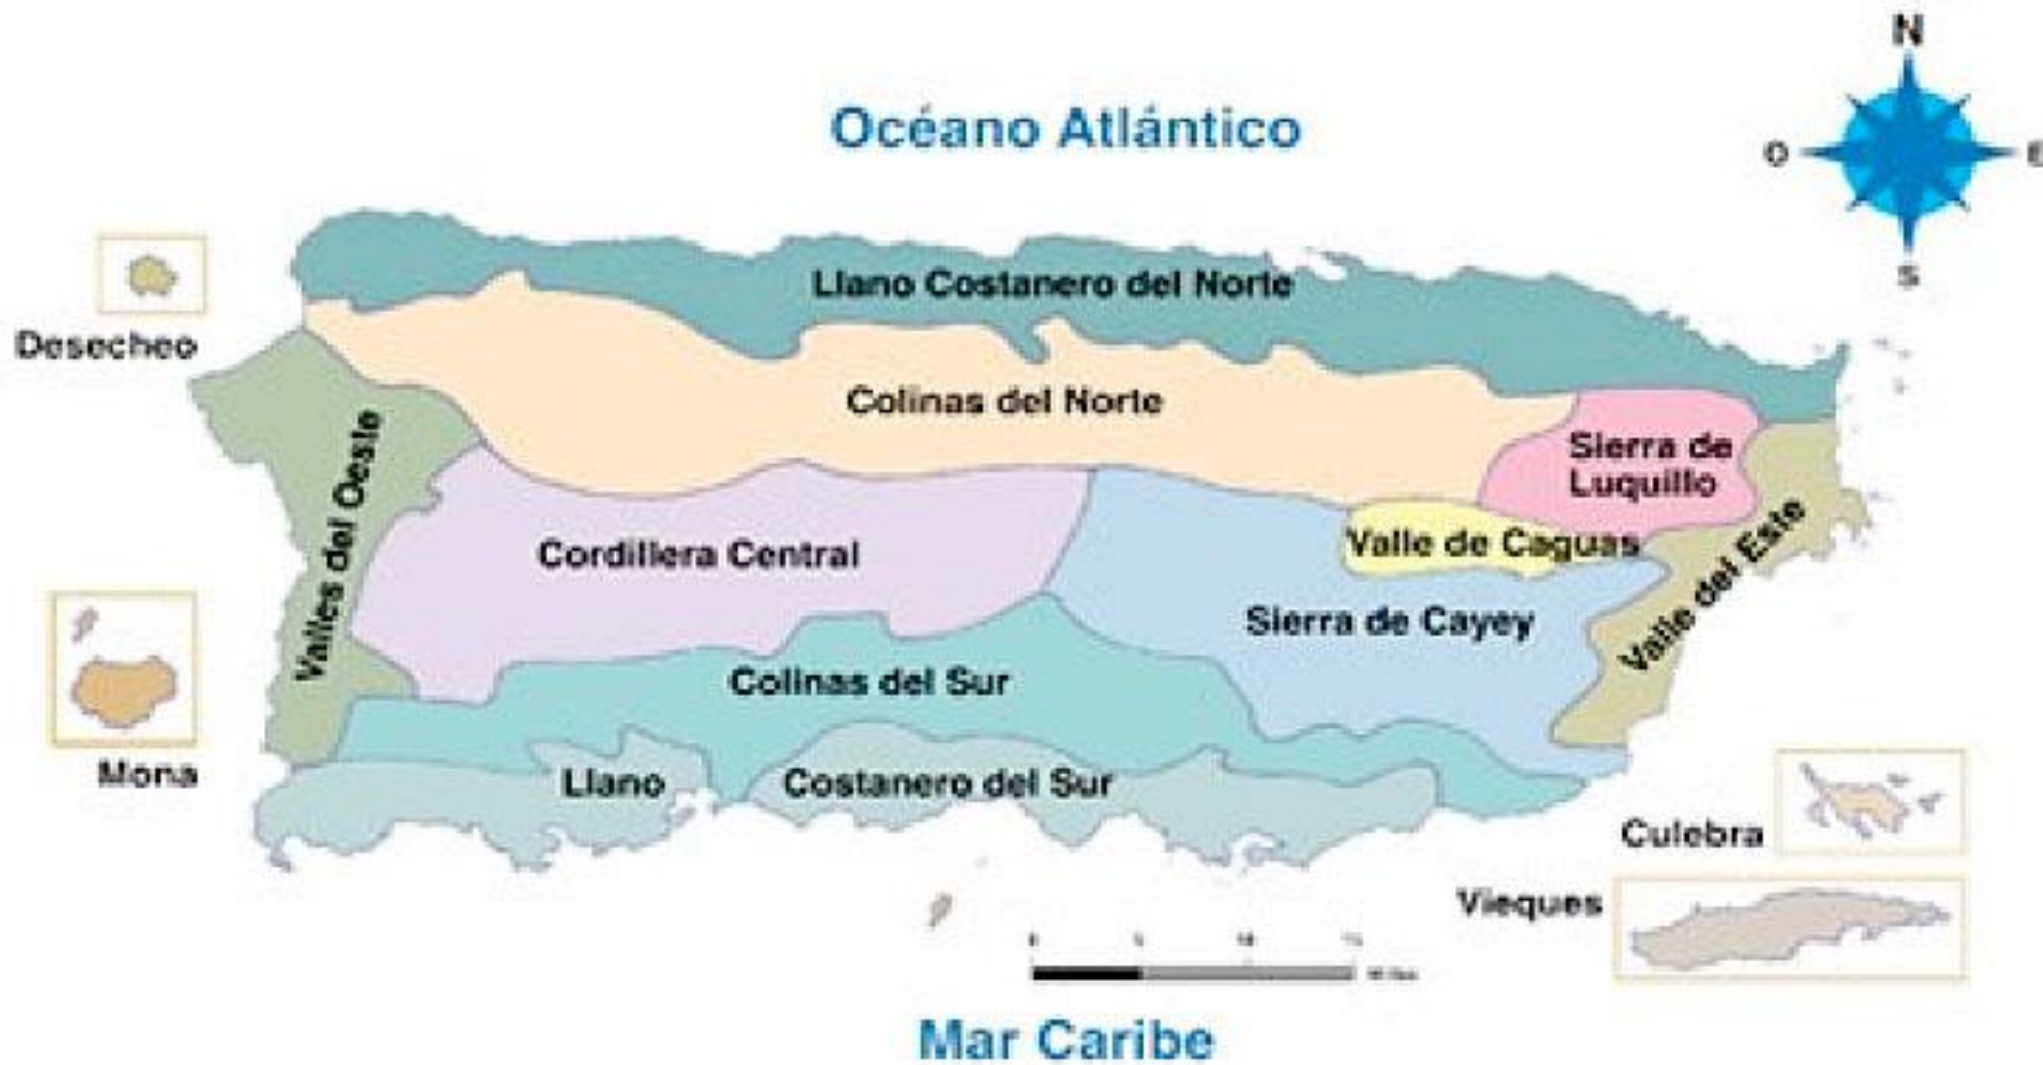 N
Océano Atlántico
O
E
S
Llano Costanero del Norte
Desecheo
Colinas del Norte
Valles del Oeste
Sierra de
Luquillo
Cordillera Central
Valle de Caguas
Valle del Este
Sierra de Cayey
Colinas del Sur
Mona
Llano
Costanero del Sur
Culebra
Vieques
Mar Caribe